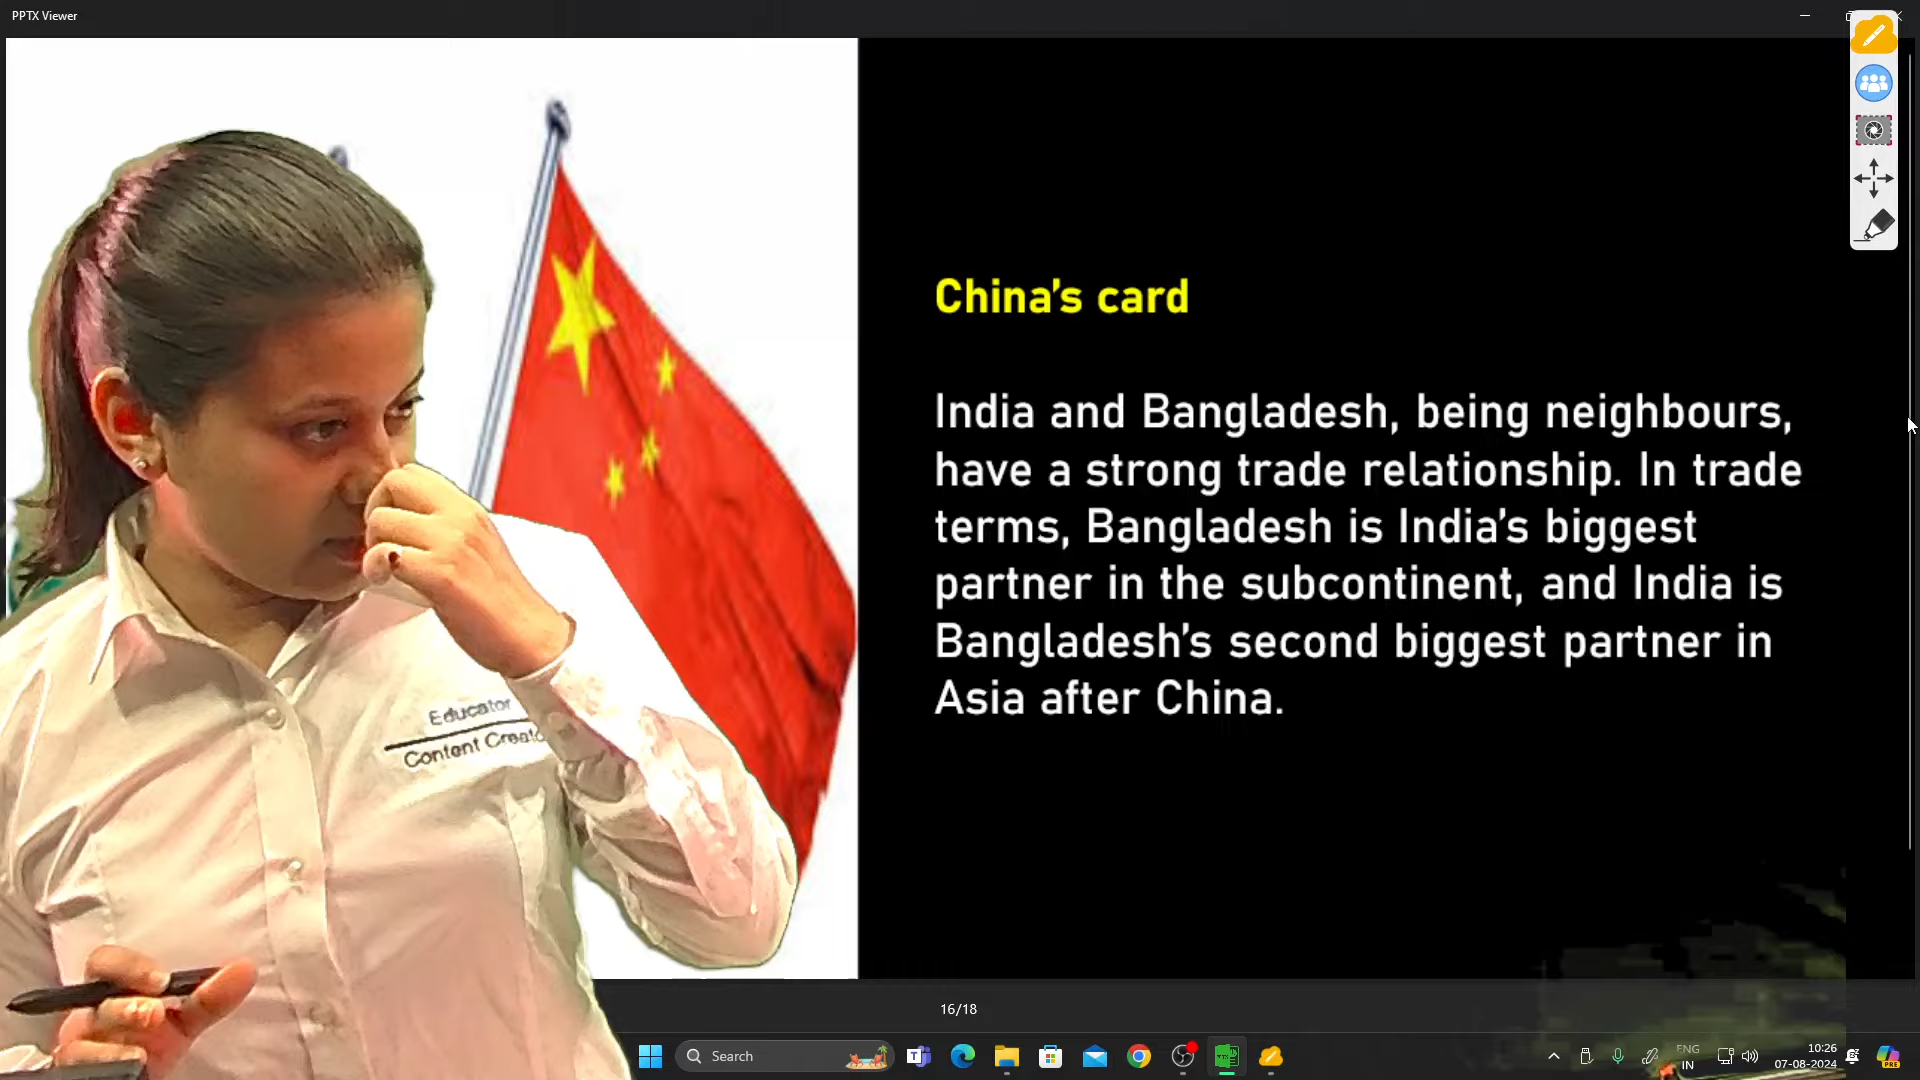 PPTX Viewer
China's card
India and Bangladesh, being neighbours,
have a strong trade relationship. In trade
terms, Bangladesh is India's biggest
partner in the subcontinent, and India is
Bangladesh's second biggest partner in
Asia after China.
Educator
Content Creato
16/18
Search
ENG
IN
10:26
07-08-2024
PRE